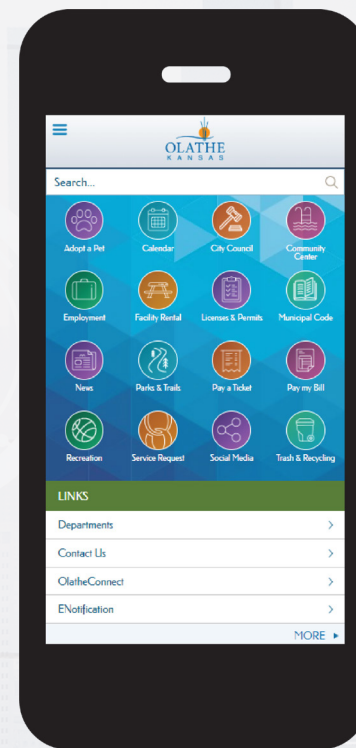 OLATHE
KANSAS
Search...
Adopt a Pet
Calendar
City Council
Community
Center
Employment
Facility Rental
Licenses & Permits
Municipal Code
News
Parks & Trails
Pay a Ticket
Pay my Bill
Recreation
Service Request
Social Media
Trash & Recycling
LINKS
Departments
Contact Us
OlatheConnect
ENotification
MORE